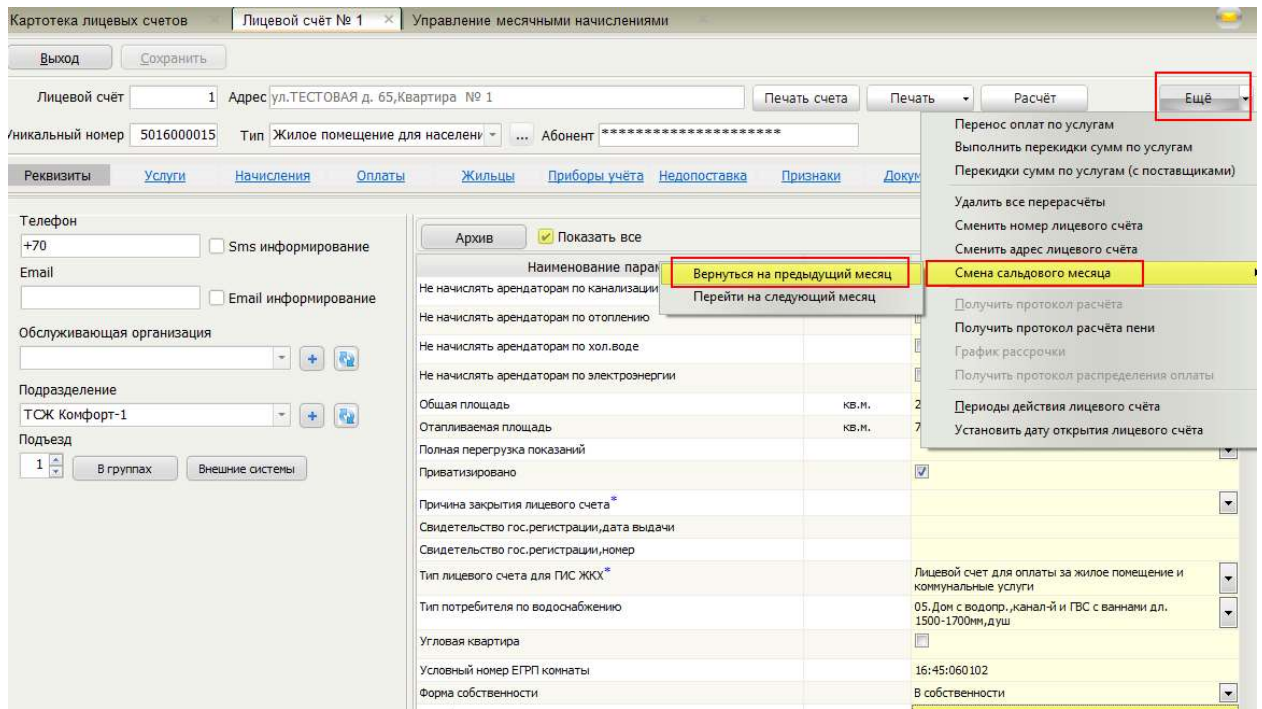 Картотека лицевых счетов
Лицевой счёт № 1
Управление месячными начислениями
Выход
Сохранить
Лицевой счёт 1 Адрес ул.ТЕСТОВАЯ д. 65,Квартира № 1 Печать счета Печать Расчёт Ещё
Уникальный номер 5016000015 Тип Жилое помещение для населени ... Абонент *********************
Реквизиты Услуги Начисления Оплаты Жильцы Приборы учёта Недопоставка Признаки Докум
Перенос оплат по услугам
Выполнить перекидки сумм по услугам
Перекидки сумм по услугам (с поставщиками)
Удалить все перерасчёты
Сменить номер лицевого счёта
Сменить адрес лицевого счёта
Смена сальдового месяца
Получить протокол расчёта
Получить протокол расчёта пени
График рассрочки
Получить протокол распределения оплаты
Периоды действия лицевого счёта
Установить дату открытия лицевого счёта
Вернуться на предыдущий месяц
Перейти на следующий месяц
Телефон
+70
Sms информирование
Email
Email информирование
Обслуживающая организация
Подразделение
ТСЖ Комфорт-1
Подъезд
1 В группах Внешние системы
Архив Показать все
Наименование парам
Не начислять арендаторам по канализации
Не начислять арендаторам по отоплению
Не начислять арендаторам по хол.воде
Не начислять арендаторам по электроэнергии
Общая площадь кв.м. 2
Отапливаемая площадь кв.м. 7
Полная перегрузка показаний
Приватизировано
Причина закрытия лицевого счета*
Свидетельство гос.регистрации,дата выдачи
Свидетельство гос.регистрации,номер
Тип лицевого счета для ГИС ЖКХ* Лицевой счет для оплаты за жилое помещение и
коммунальные услуги
Тип потребителя по водоснабжению 05.Дом с водопр.,канал-й и ГВС с ваннами дл.
1500-1700мм,душ
Угловая квартира
Условный номер ЕГРП комнаты 16:45:060102
Форма собственности В собственности